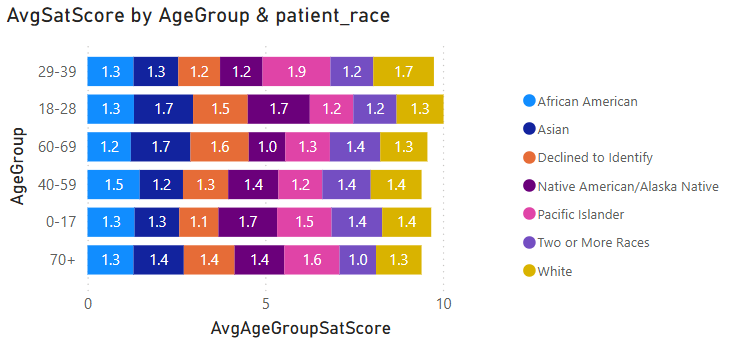 AvgSatScore by AgeGroup & patient_race
AgeGroup
29-39 1.3 1.3 1.2 1.2 1.9 1.2 1.7
18-28 1.3 1.7 1.5 1.7 1.2 1.2 1.3
60-69 1.2 1.7 1.6 1.0 1.3 1.4 1.3
40-59 1.5 1.2 1.3 1.4 1.2 1.4 1.4
0-17 1.3 1.3 1.1 1.7 1.5 1.4 1.4
70+ 1.3 1.4 1.4 1.4 1.6 1.0 1.3
0 5 10
AvgAgeGroupSatScore
African American
Asian
Declined to Identify
Native American/Alaska Native
Pacific Islander
Two or More Races
White